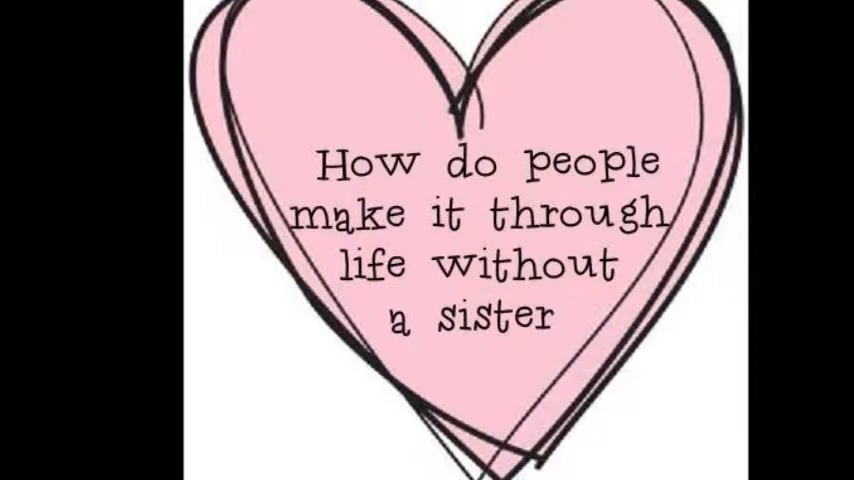 How do people
make it through
life without
a sister